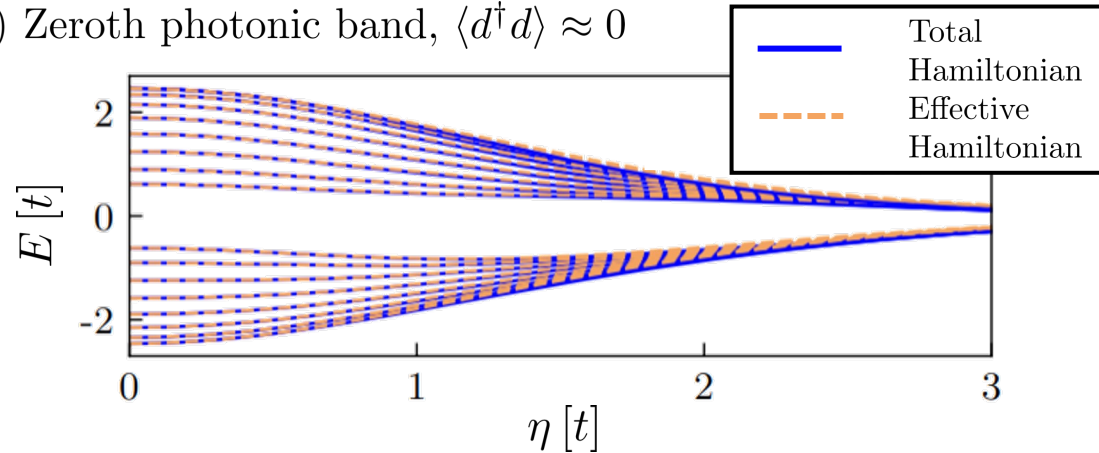 ) Zeroth photonic band, ⟨d†d⟩ ≈ 0
Total
Hamiltonian
Effective
Hamiltonian
2
0
-2
E [t]
0 1 2 3
η [t]